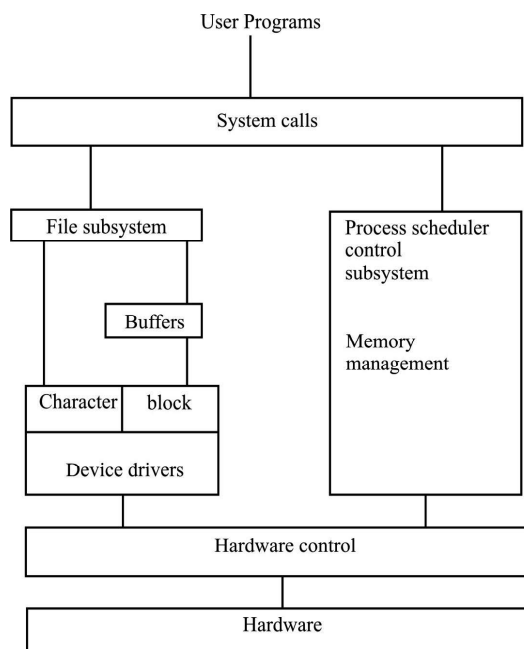 User Programs
System calls
File subsystem
Process scheduler
control
subsystem
Buffers
Memory
management
Character
block
Device drivers
Hardware control
Hardware